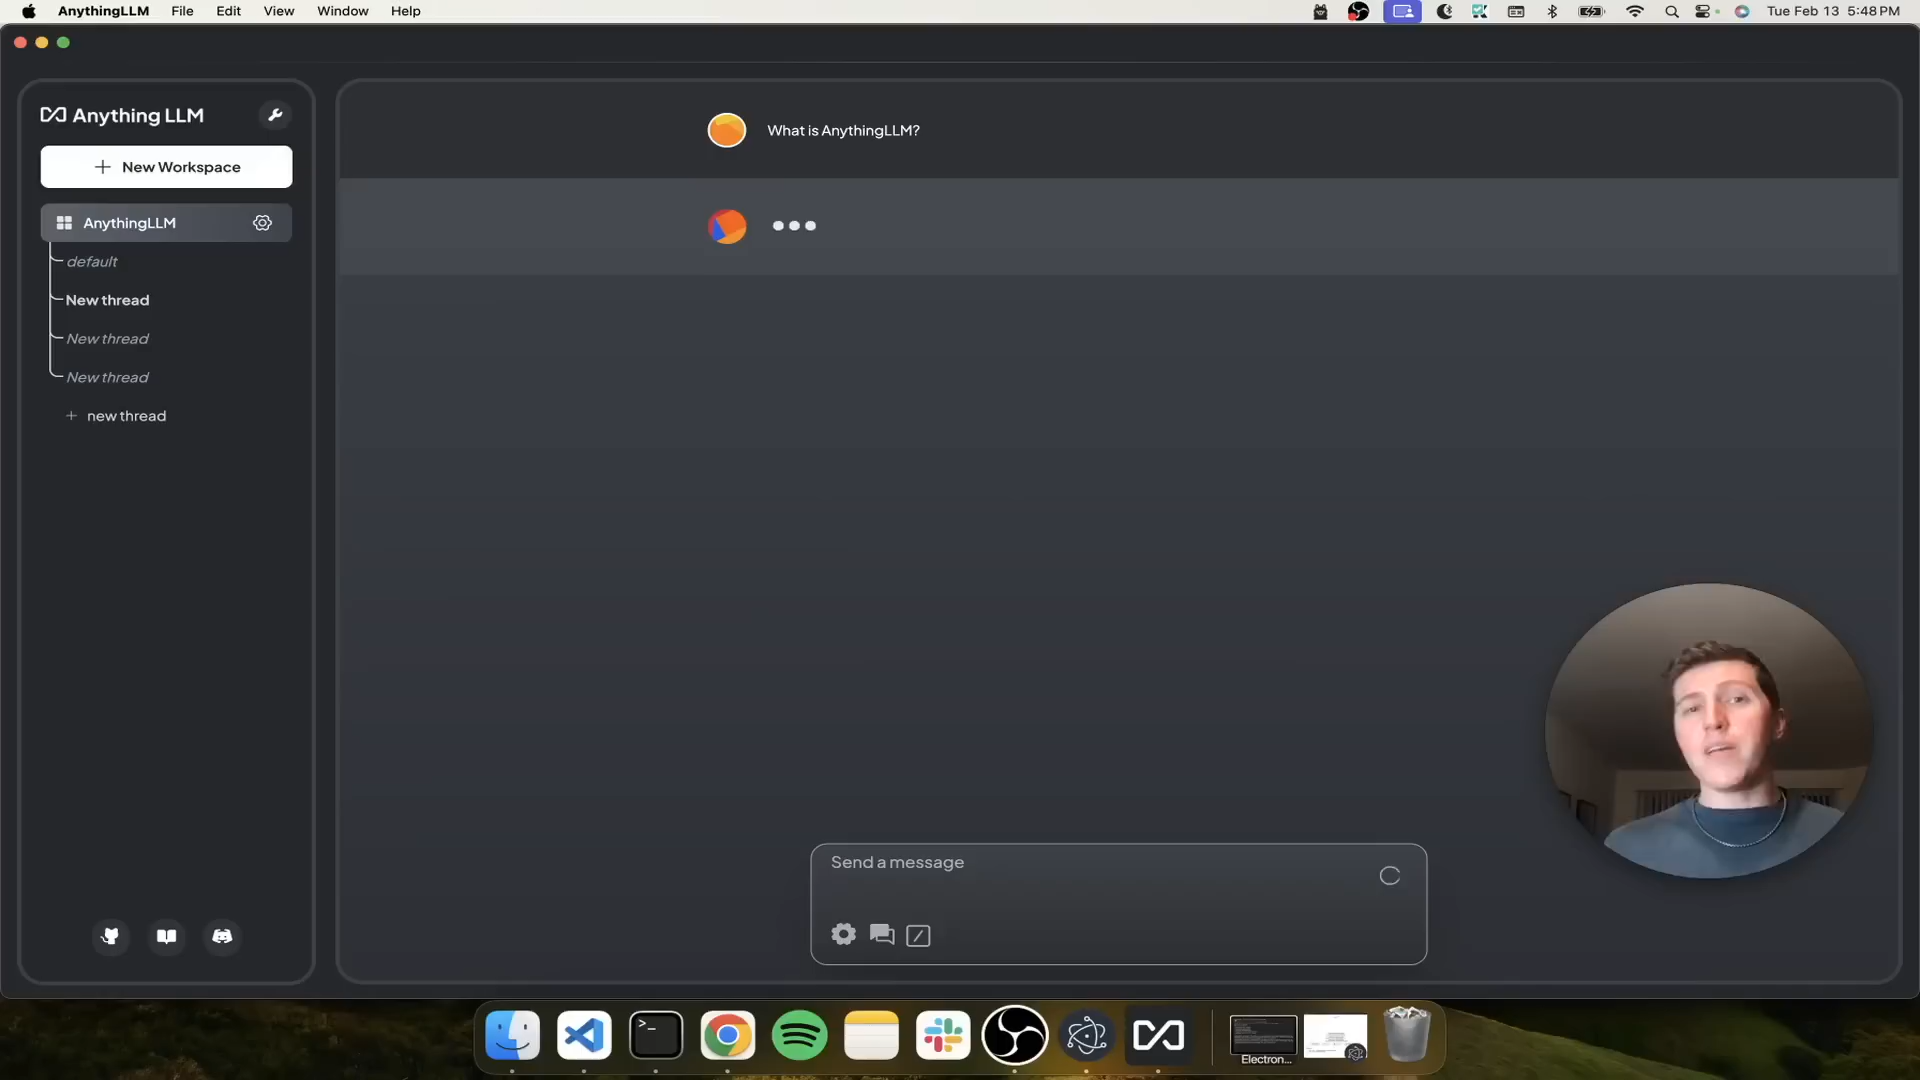 AnythingLLM File Edit View Window Help Tue Feb 13 5:48 PM
Anything LLM
New Workspace
AnythingLLM
default
New thread
New thread
New thread
+ new thread
What is AnythingLLM?
Send a message
Electron...